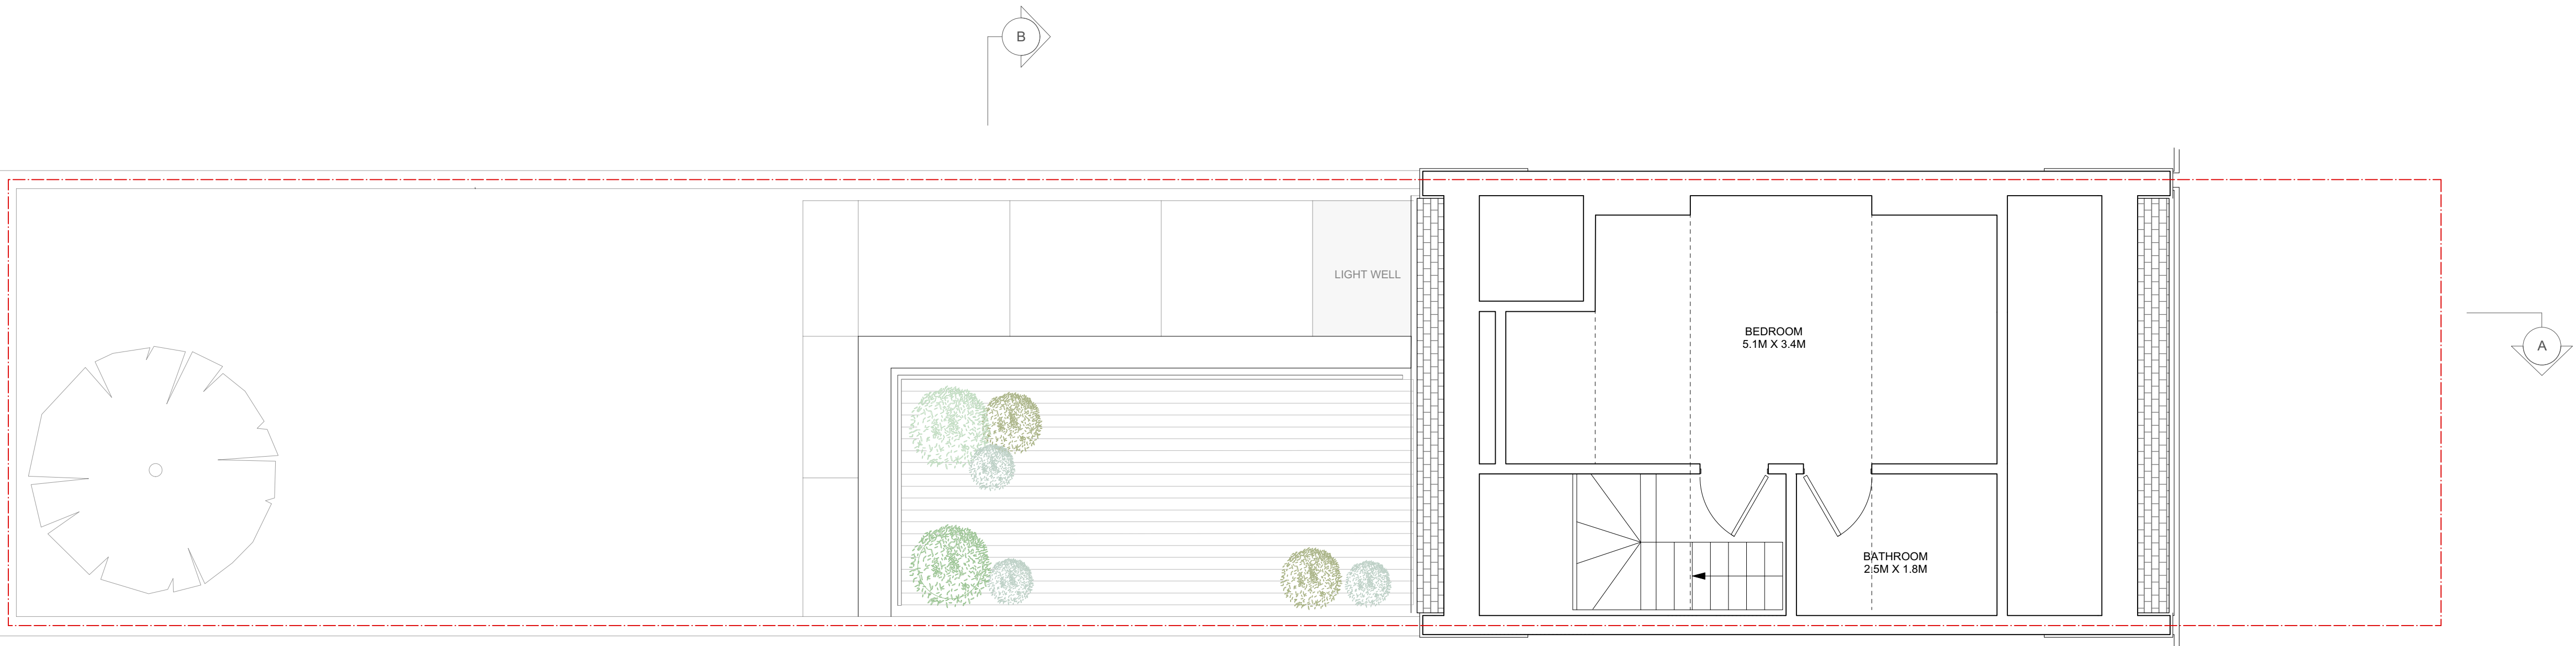 B
LIGHT WELL
BEDROOM
5.1M X 3.4M
A
BATHROOM
2.5M X 1.8M